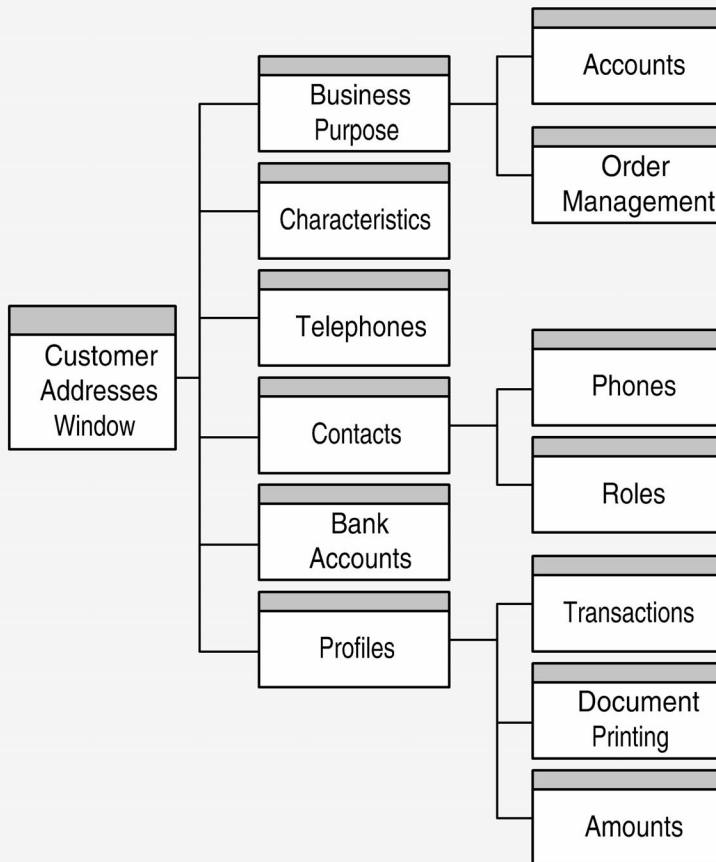 Customer
Addresses
Window
Business
Purpose
Characteristics
Telephones
Contacts
Bank
Accounts
Profiles
Accounts
Order
Management
Phones
Roles
Transactions
Document
Printing
Amounts